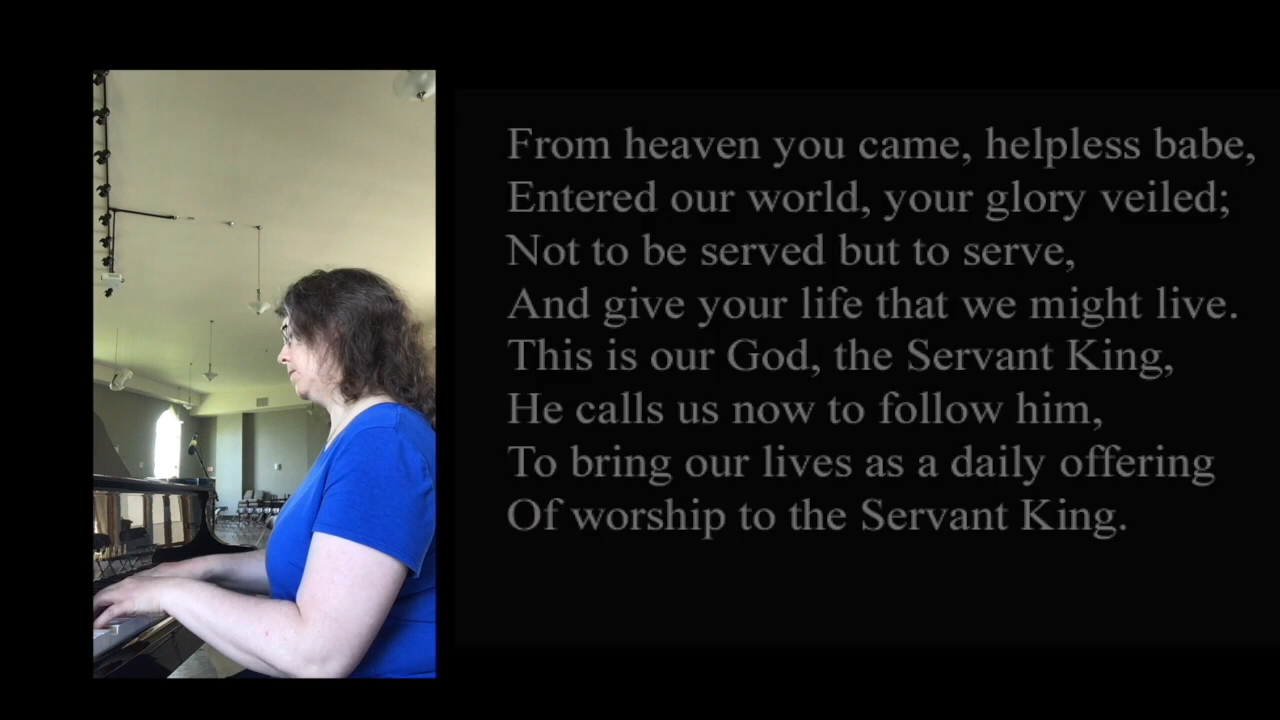 From heaven you came, helpless babe,
Entered our world, your glory veiled;
Not to be served but to serve,
And give your life that we might live.
This is our God, the Servant King,
He calls us now to follow him,
To bring our lives as a daily offering
Of worship to the Servant King.